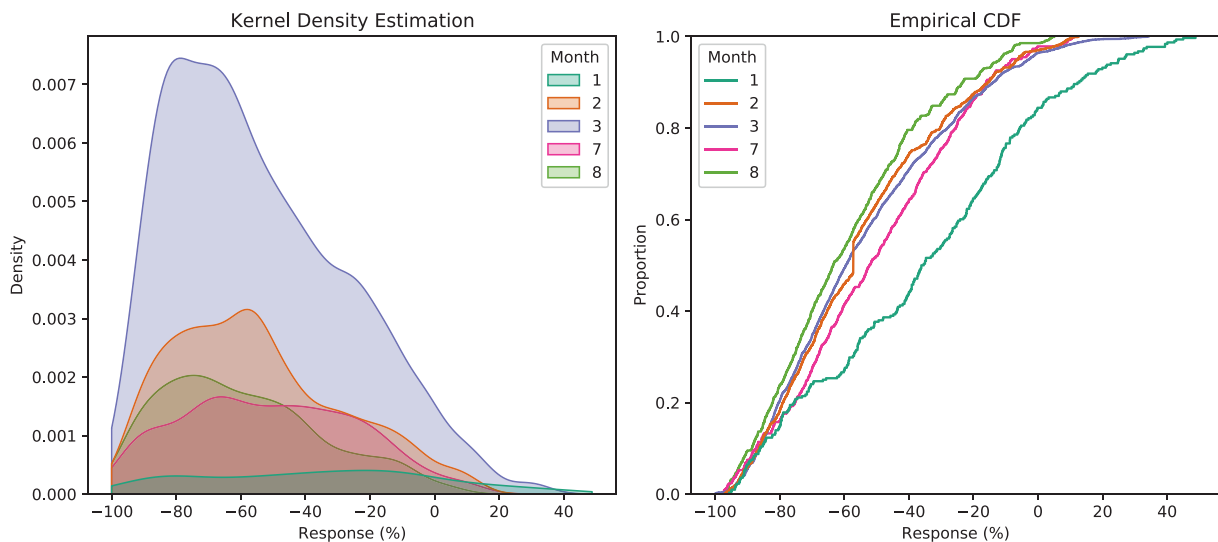 Kernel Density Estimation
Density
0.007
0.006
0.005
0.004
0.003
0.002
0.001
0.000
Month
1
2
3
7
8
−100 −80 −60 −40 −20 0 20 40
Response (%)
Empirical CDF
Proportion
1.0
0.8
0.6
0.4
0.2
0.0
Month
1
2
3
7
8
−100 −80 −60 −40 −20 0 20 40
Response (%)